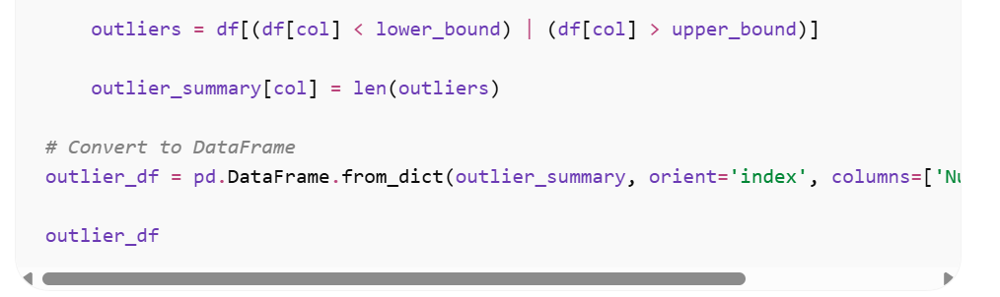 outliers = df[(df[col] < lower_bound) | (df[col] > upper_bound)]
outlier_summary[col] = len(outliers)
# Convert to DataFrame
outlier_df = pd.DataFrame.from_dict(outlier_summary, orient='index', columns=['Nu
outlier_df